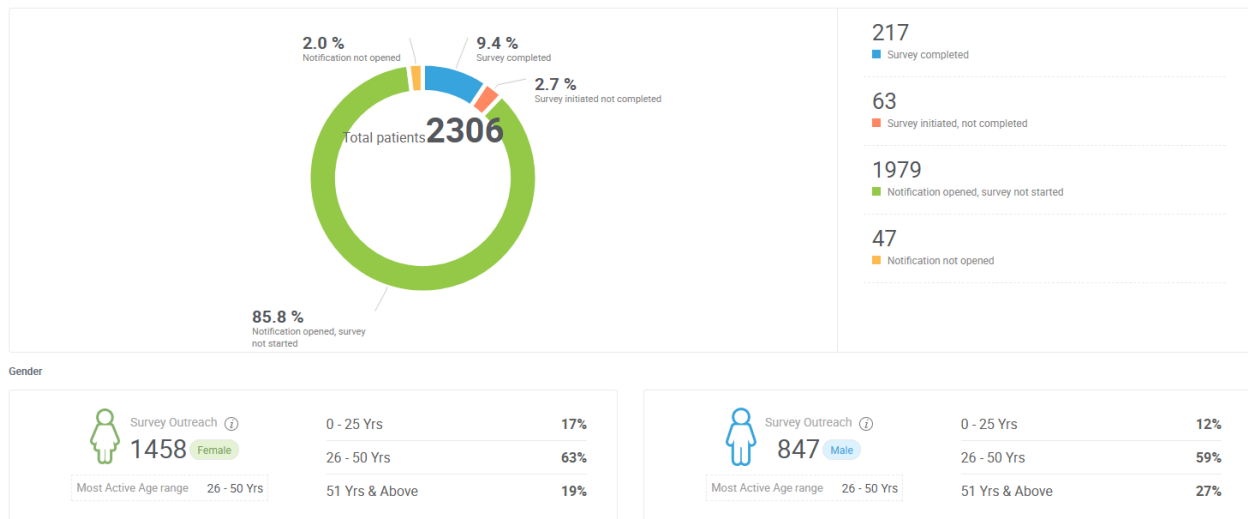 2.0 %
Notification not opened
9.4 %
Survey completed
2.7 %
Survey initiated not completed
Total patients 2306
85.8 %
Notification opened, survey
not started
217
Survey completed
63
Survey initiated, not completed
1979
Notification opened, survey not started
47
Notification not opened
Gender
Survey Outreach i
1458 Female
Most Active Age range 26 - 50 Yrs
0 - 25 Yrs 17%
26 - 50 Yrs 63%
51 Yrs & Above 19%
Survey Outreach i
847 Male
Most Active Age range 26 - 50 Yrs
0 - 25 Yrs 12%
26 - 50 Yrs 59%
51 Yrs & Above 27%